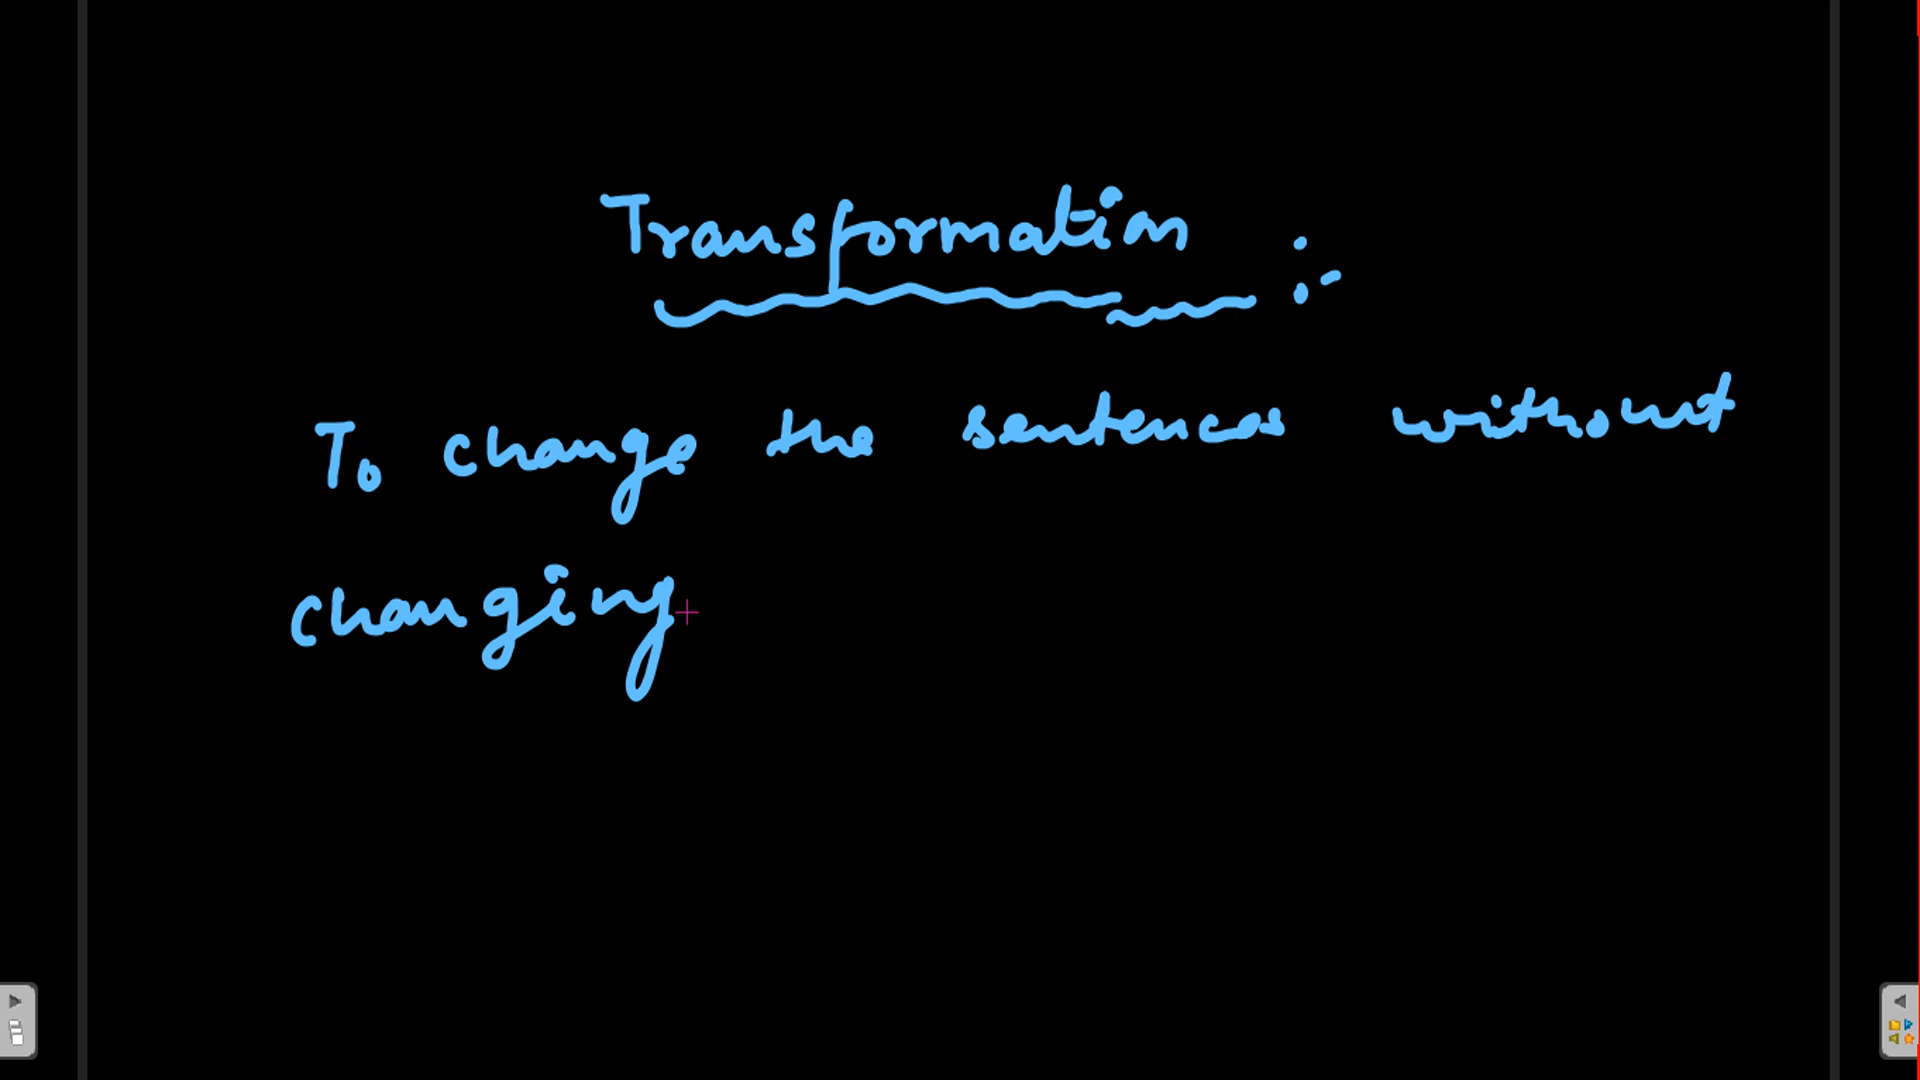 Transformation :-
To change the sentences without
changing